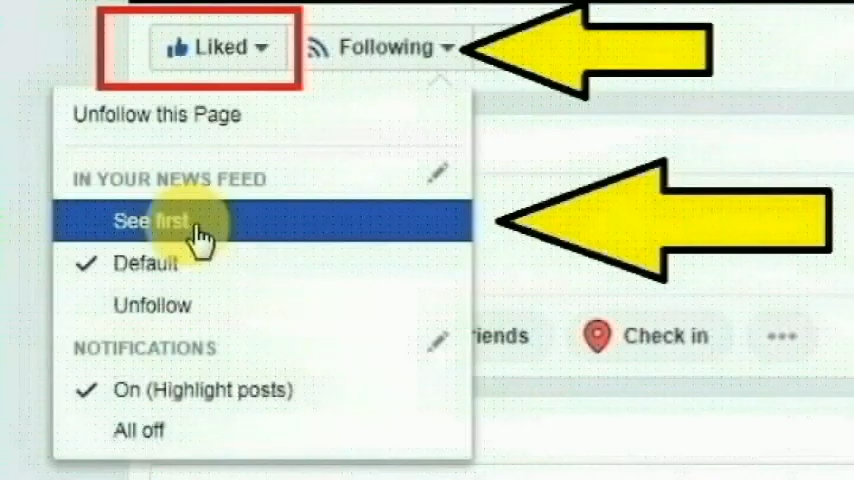 Liked Following
Unfollow this Page
IN YOUR NEWS FEED
See first
Default
Unfollow
riends Check in
NOTIFICATIONS
On (Highlight posts)
All off